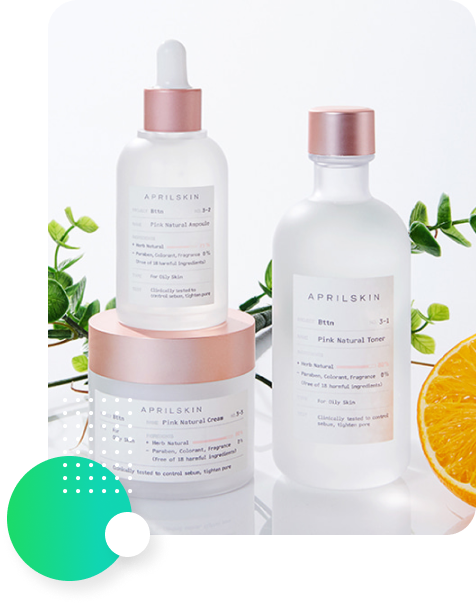 APRILSKIN
Bttn 3-2
Pink Natural Ampoule
Herb Natural
Paraben, Colorant, Fragrance 0%
(free of 18 harmful ingredients)
For Oily Skin
Clinically tested to
control sebum, tighten pore
APRILSKIN
Bttn 3-1
Pink Natural Toner
Herb Natural
Paraben, Colorant, Fragrance 0%
(free of 18 harmful ingredients)
For Oily Skin
Clinically tested to control
sebum, tighten pore
APRILSKIN
Bttn Pink Natural Cream 3-5
Herb Natural
Paraben, Colorant, Fragrance
(free of 18 harmful ingredients)
Clinically tested to control sebum, tighten pore